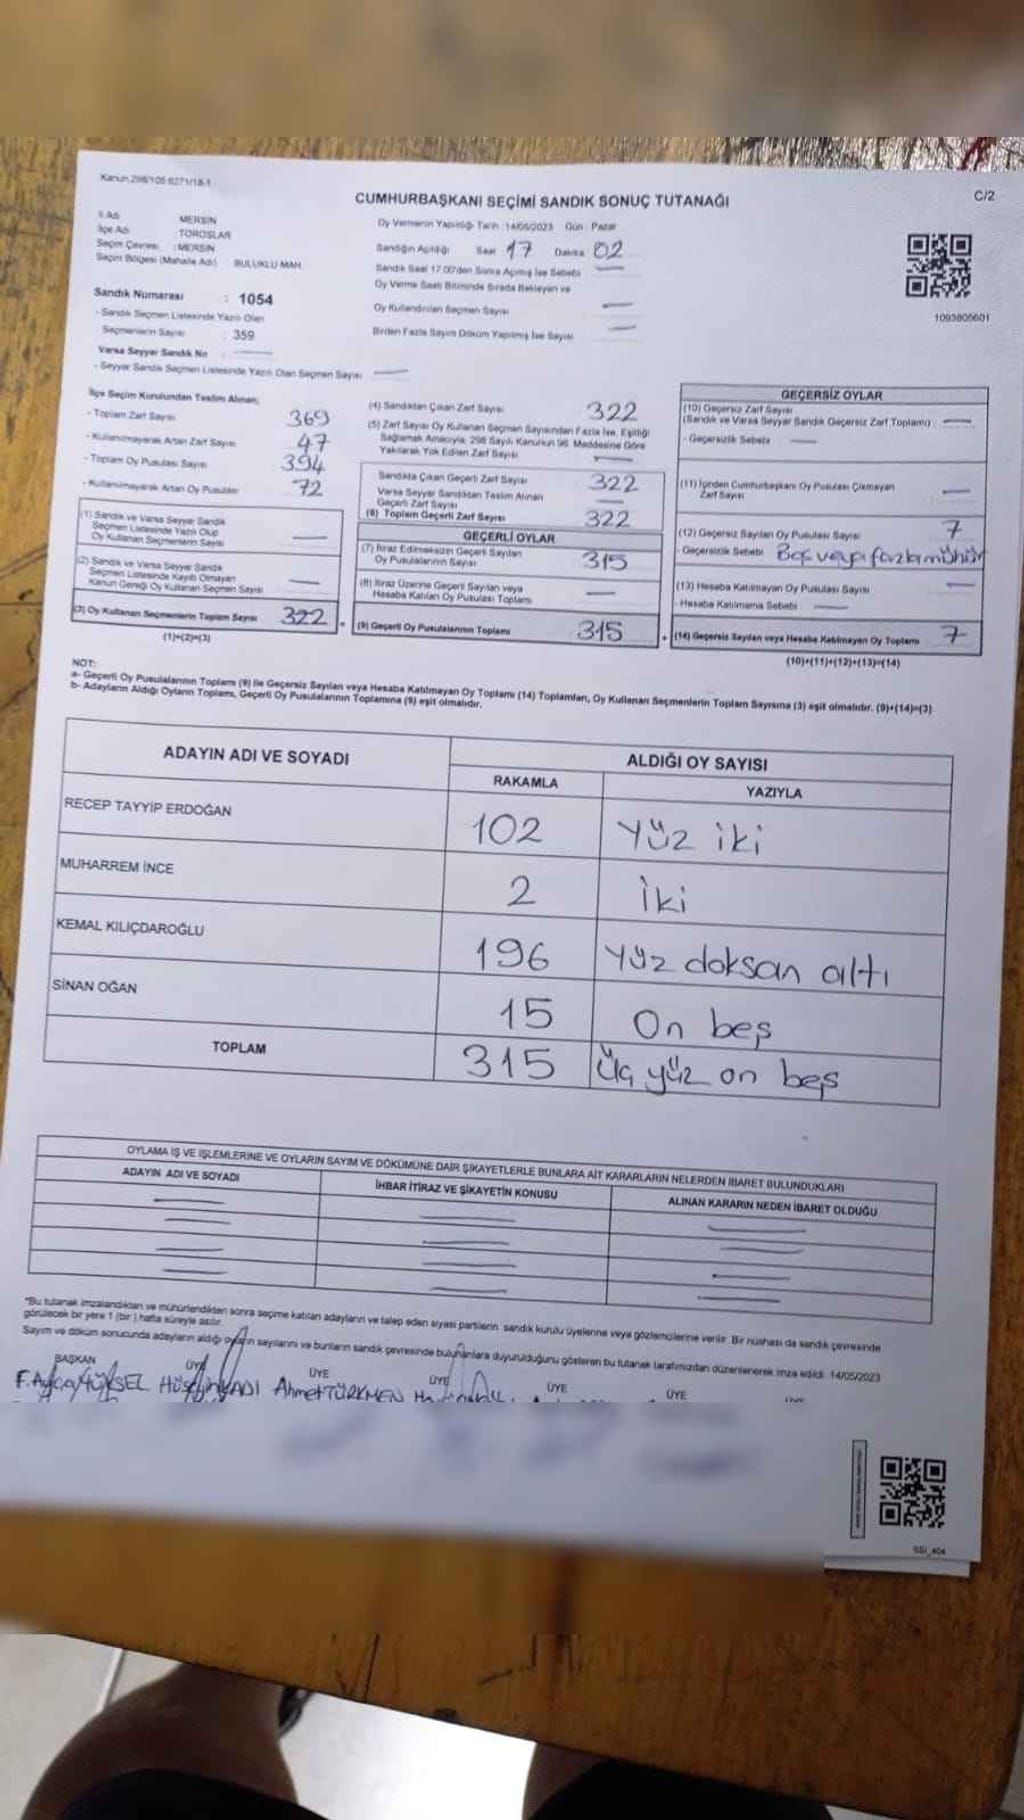 Kanun 298/105 6271/18-1
C/2
CUMHURBAŞKANI SEÇİMİ SANDIK SONUÇ TUTANAĞI
İl Adı MERSİN
İlçe Adı TOROSLAR
Seçim Çevresi : MERSİN
Seçim Bölgesi (Mahalle Adı) BULUKLU MAH.
Sandık Numarası : 1054
- Sandık Seçmen Listesinde Yazılı Olan
Seçmenlerin Sayısı : 359
Varsa Seyyar Sandık No :
- Seyyar Sandık Seçmen Listesinde Yazılı Olan Seçmen Sayısı
Oy Vermenin Yapıldığı Tarih : 14/05/2023 Gün : Pazar
Sandığın Açıldığı Saat 17 Dakika 02
Sandık Saat 17.00'den Sonra Açılmış İse Sebebi
Oy Verme Saati Bitiminde Sırada Bekleyen ve
Oy Kullandırılan Seçmen Sayısı
Birden Fazla Sayım Döküm Yapılmış İse Sayısı
1093805601
İlçe Seçim Kurulundan Teslim Alınan;
- Toplam Zarf Sayısı 369
- Kullanılmayarak Artan Zarf Sayısı 47
- Toplam Oy Pusulası Sayısı 394
- Kullanılmayarak Artan Oy Pusulası 72
(1) Sandık ve Varsa Seyyar Sandık
Seçmen Listesinde Yazılı Olup
Oy Kullanan Seçmenlerin Sayısı
(2) Sandık ve Varsa Seyyar Sandık
Seçmen Listesinde Kayıtlı Olmayan
Kanun Gereği Oy Kullanan Seçmen Sayısı
(3) Oy Kullanan Seçmenlerin Toplam Sayısı 322
(1)+(2)=(3)
(4) Sandıktan Çıkan Zarf Sayısı 322
(5) Zarf Sayısı Oy Kullanan Seçmen Sayısından Fazla İse, Eşitliği
Sağlamak Amacıyla, 298 Sayılı Kanunun 98. Maddesine Göre
Yakılarak Yok Edilen Zarf Sayısı
Sandıkta Çıkan Geçerli Zarf Sayısı 322
Varsa Seyyar Sandıktan Teslim Alınan
Geçerli Zarf Sayısı
(6) Toplam Geçerli Zarf Sayısı 322
GEÇERLİ OYLAR
(7) İtiraz Edilmeksizin Geçerli Sayılan
Oy Pusulalarının Sayısı 315
(8) İtiraz Üzerine Geçerli Sayılan veya
Hesaba Katılan Oy Pusulası Toplamı
(9) Geçerli Oy Pusulalarının Toplamı 315
GEÇERSİZ OYLAR
(10) Geçersiz Zarf Sayısı
(Sandık ve Varsa Seyyar Sandık Geçersiz Zarf Toplamı)
- Geçersizlik Sebebi
(11) İçinden Cumhurbaşkanı Oy Pusulası Çıkmayan
Zarf Sayısı
(12) Geçersiz Sayılan Oy Pusulası Sayısı 7
- Geçersizlik Sebebi Boş veya fazla mühür
(13) Hesaba Katılmayan Oy Pusulası Sayısı
- Hesaba Katılmama Sebebi
(14) Geçersiz Sayılan veya Hesaba Katılmayan Oy Toplamı 7
(10)+(11)+(12)+(13)=(14)
NOT:
a- Geçerli Oy Pusulalarının Toplamı (9) ile Geçersiz Sayılan veya Hesaba Katılmayan Oy Toplamı (14) Toplamları, Oy Kullanan Seçmenlerin Toplam Sayısına (3) eşit olmalıdır. (9)+(14)=(3)
b- Adayların Aldığı Oyların Toplamı, Geçerli Oy Pusulalarının Toplamına (9) eşit olmalıdır.
ADAYIN ADI VE SOYADI ALDIĞI OY SAYISI
RAKAMLA YAZIYLA
RECEP TAYYİP ERDOĞAN 102 Yüz iki
MUHARREM İNCE 2 İki
KEMAL KILIÇDAROĞLU 196 Yüz doksan altı
SİNAN OĞAN 15 On beş
TOPLAM 315 Üç yüz on beş
OYLAMA İŞ VE İŞLEMLERİNE VE OYLARIN SAYIM VE DÖKÜMÜNE DAİR ŞİKAYETLERLE BUNLARA AİT KARARLARIN NELERDEN İBARET BULUNDUKLARI
ADAYIN ADI VE SOYADI İHBAR İTİRAZ VE ŞİKAYETİN KONUSU ALINAN KARARIN NEDEN İBARET OLDUĞU
"Bu tutanak imzalandıktan ve mühürlendikten sonra seçime katılan adayların ve talep eden siyasi partilerin sandık kurulu üyelerine veya gözlemcilerine verilir. Bir nüshası da sandık çevresinde
görülecek bir yere 1 (bir) hafta süreyle asılır.
Sayım ve döküm sonucunda adayların aldığı oyların sayılarını ve bunların sandık çevresinde bulunanlara duyurulduğunu gösteren bu tutanak tarafımızdan düzenlenerek imza edildi. 14/05/2023
BAŞKAN ÜYE ÜYE ÜYE ÜYE ÜYE
F. Ayça YÜKSEL Ahmet TÜRKMEN